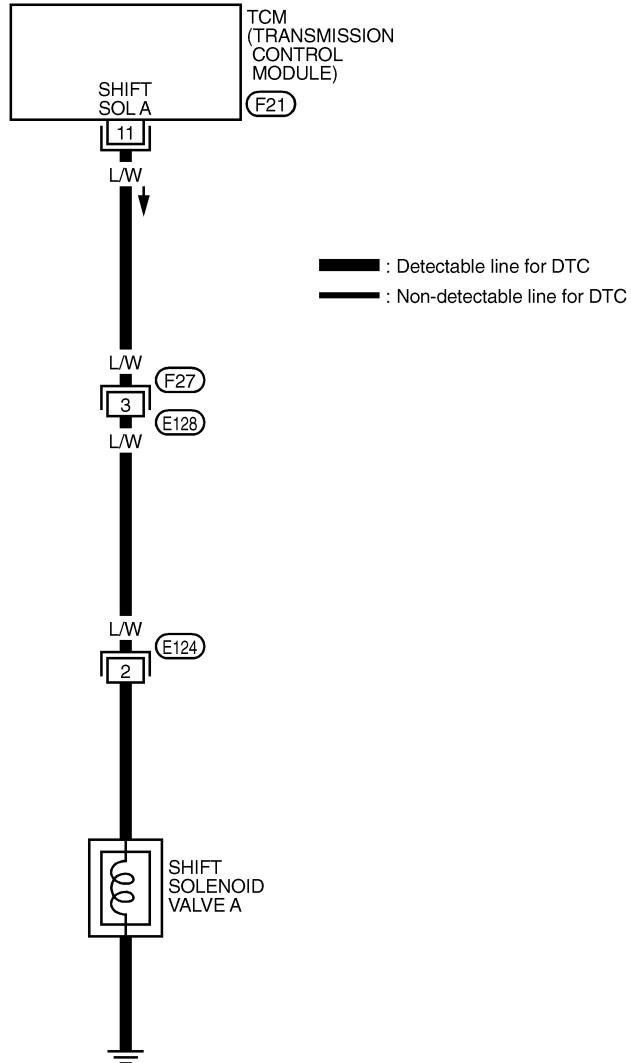 TCM
(TRANSMISSION
CONTROL
MODULE)
F21
SHIFT
SOL A
11
L/W
: Detectable line for DTC
: Non-detectable line for DTC
L/W
F27
3
E128
L/W
L/W
E124
2
SHIFT
SOLENOID
VALVE A